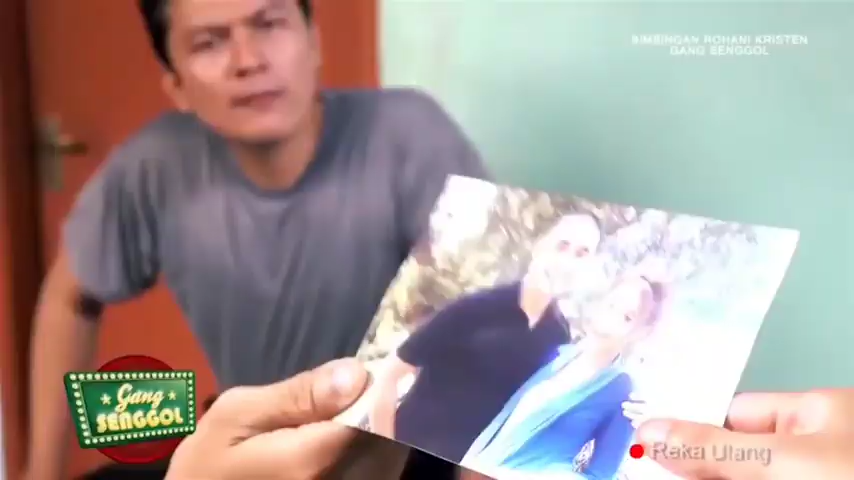 BIMBINGAN ROHANI KRISTEN
GANG SENGGOL
Gang
SENGGOL
Raka Ulang